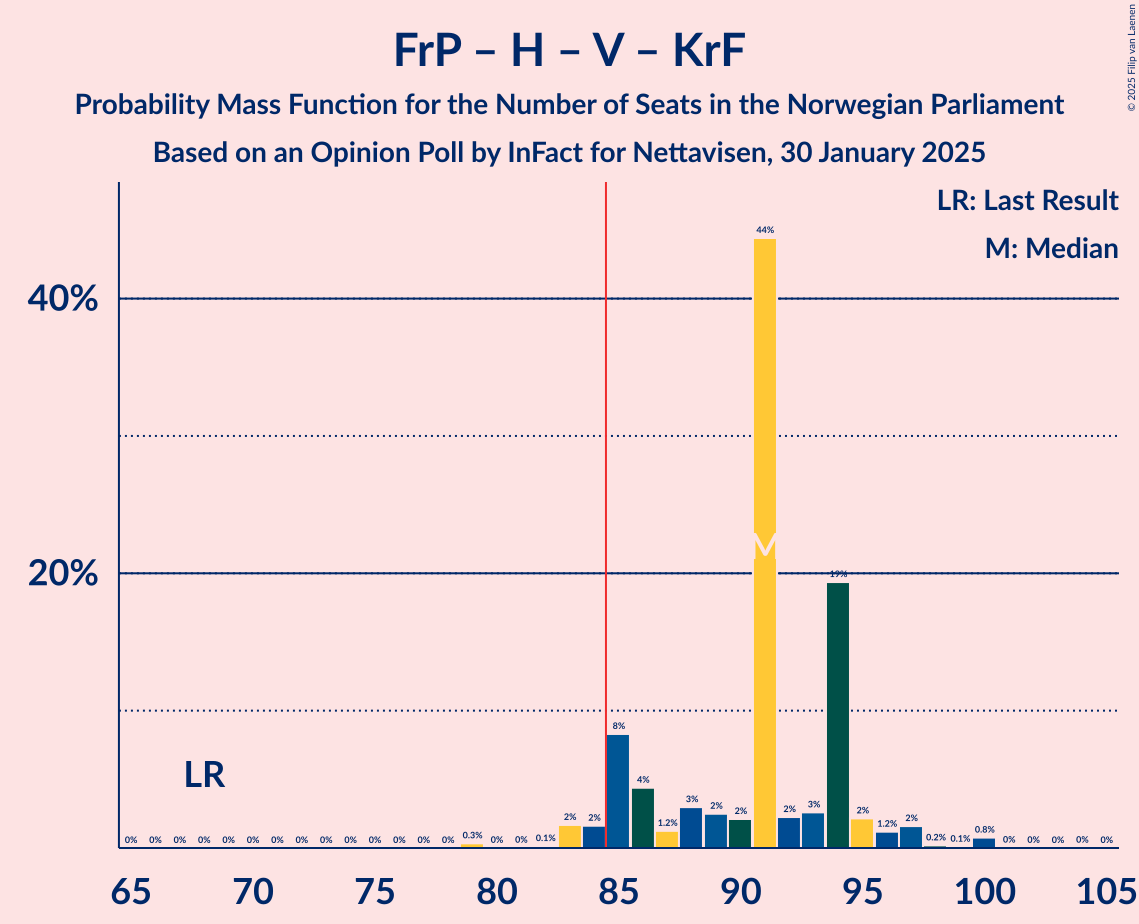 FrP – H – V – KrF
Probability Mass Function for the Number of Seats in the Norwegian Parliament
Based on an Opinion Poll by InFact for Nettavisen, 30 January 2025
© 2025 Filip van Laenen
LR: Last Result
M: Median
40%
20%
LR
M
0% 0% 0% 0% 0% 0% 0% 0% 0% 0% 0% 0% 0% 0% 0.3% 0% 0% 0.1% 2% 2% 8% 4% 1.2% 3% 2% 2% 44% 2% 3% 19% 2% 1.2% 2% 0.2% 0.1% 0.8% 0% 0% 0% 0% 0%
65 70 75 80 85 90 95 100 105